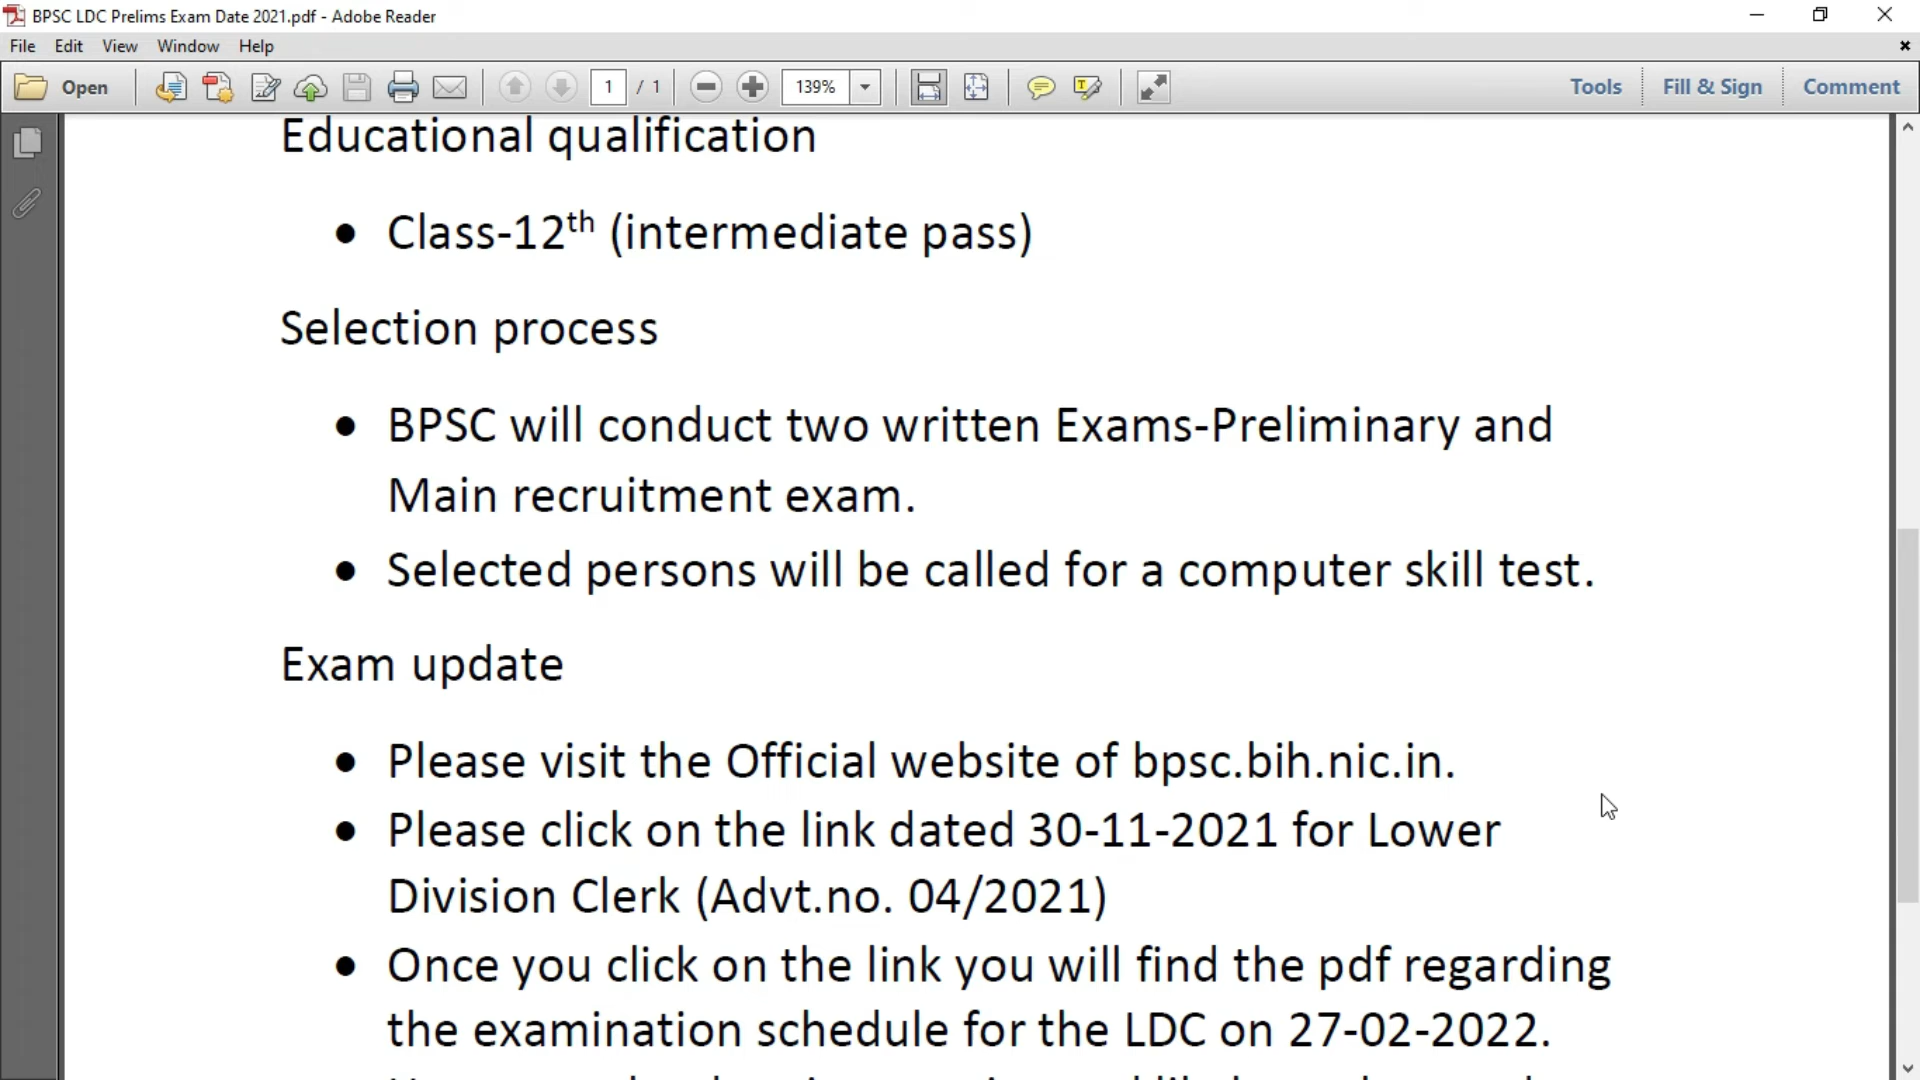 BPSC LDC Prelims Exam Date 2021.pdf - Adobe Reader
File Edit View Window Help
Open 1 / 1 139% Tools Fill & Sign Comment
Educational qualification
• Class-12th (intermediate pass)
Selection process
• BPSC will conduct two written Exams-Preliminary and
Main recruitment exam.
• Selected persons will be called for a computer skill test.
Exam update
• Please visit the Official website of bpsc.bih.nic.in.
• Please click on the link dated 30-11-2021 for Lower
Division Clerk (Advt.no. 04/2021)
• Once you click on the link you will find the pdf regarding
the examination schedule for the LDC on 27-02-2022.